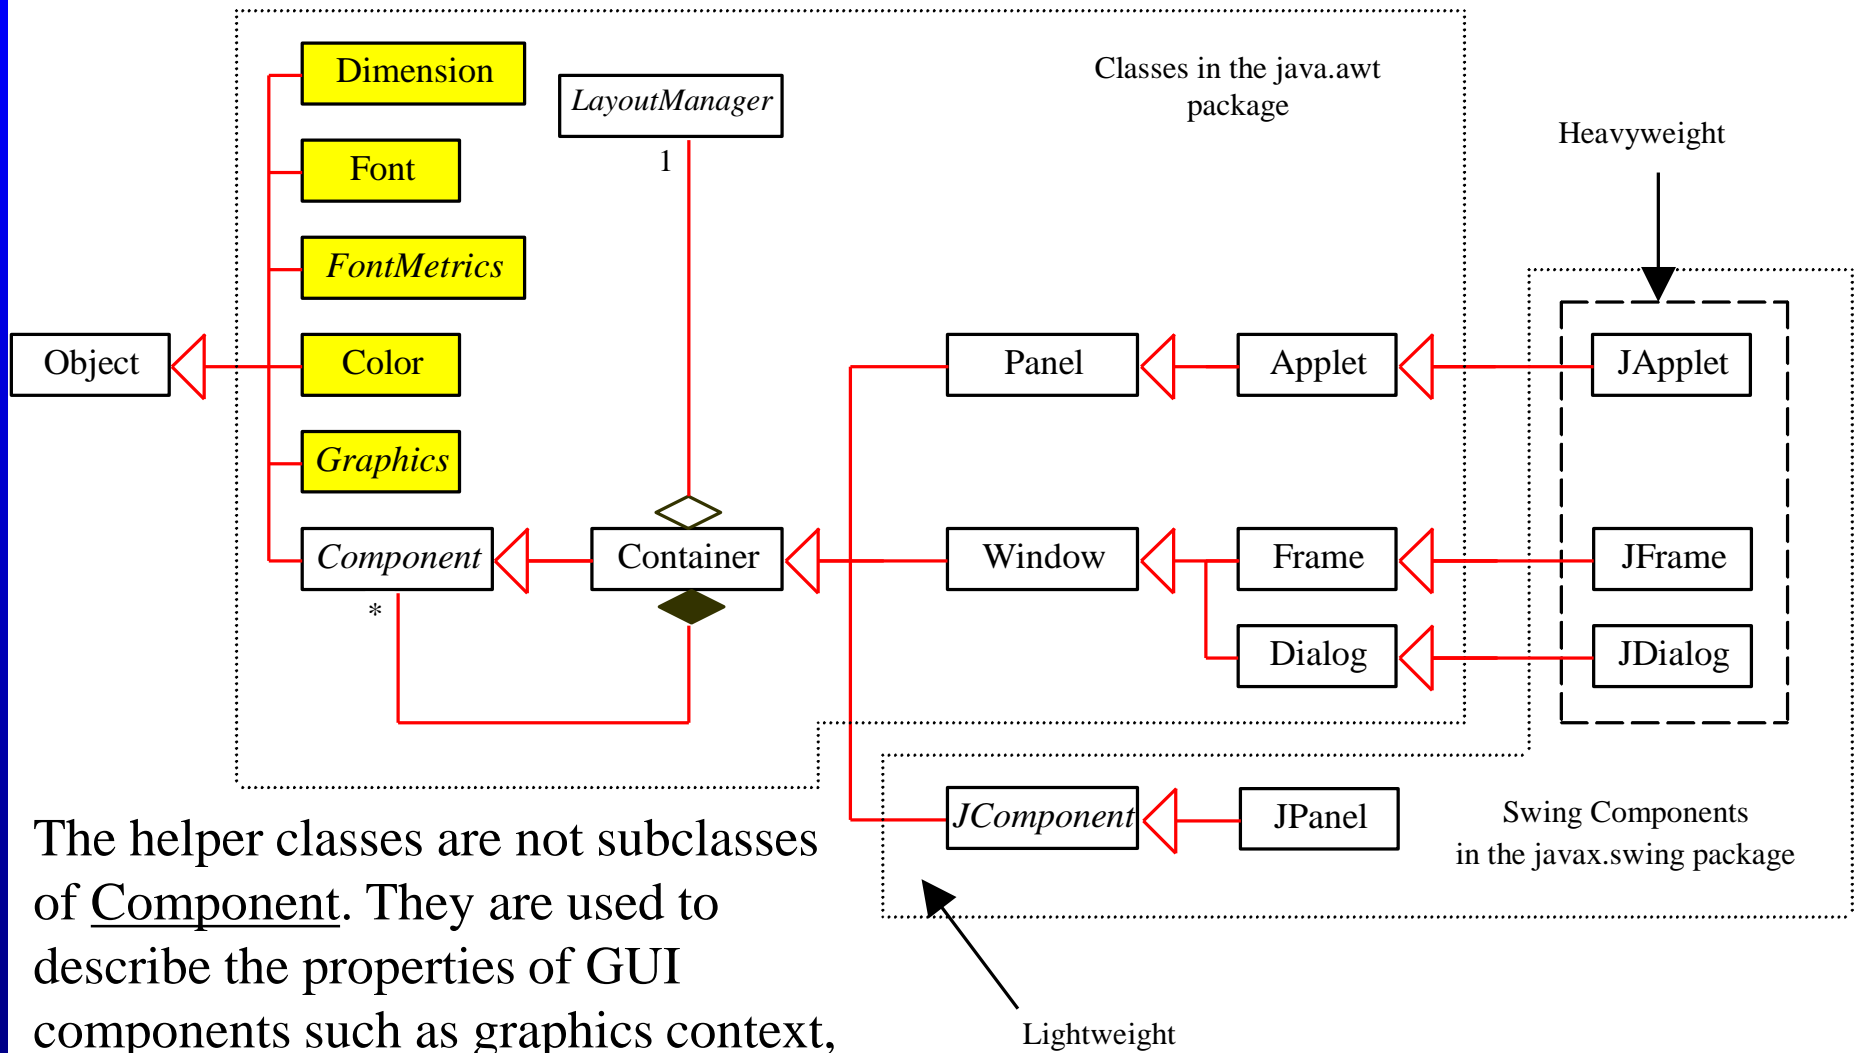 Dimension
LayoutManager
Classes in the java.awt
package
Heavyweight
1
Font
FontMetrics
Object
Color
Panel
Applet
JApplet
Graphics
Component
Container
Window
Frame
JFrame
*
Dialog
JDialog
JComponent
JPanel
Swing Components
in the javax.swing package
The helper classes are not subclasses
of Component. They are used to
describe the properties of GUI
components such as graphics context,
Lightweight